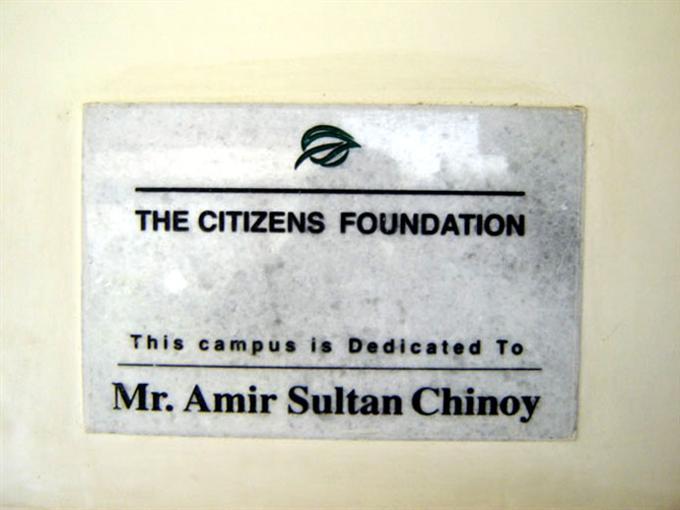 THE CITIZENS FOUNDATION
This campus is Dedicated To
Mr. Amir Sultan Chinoy